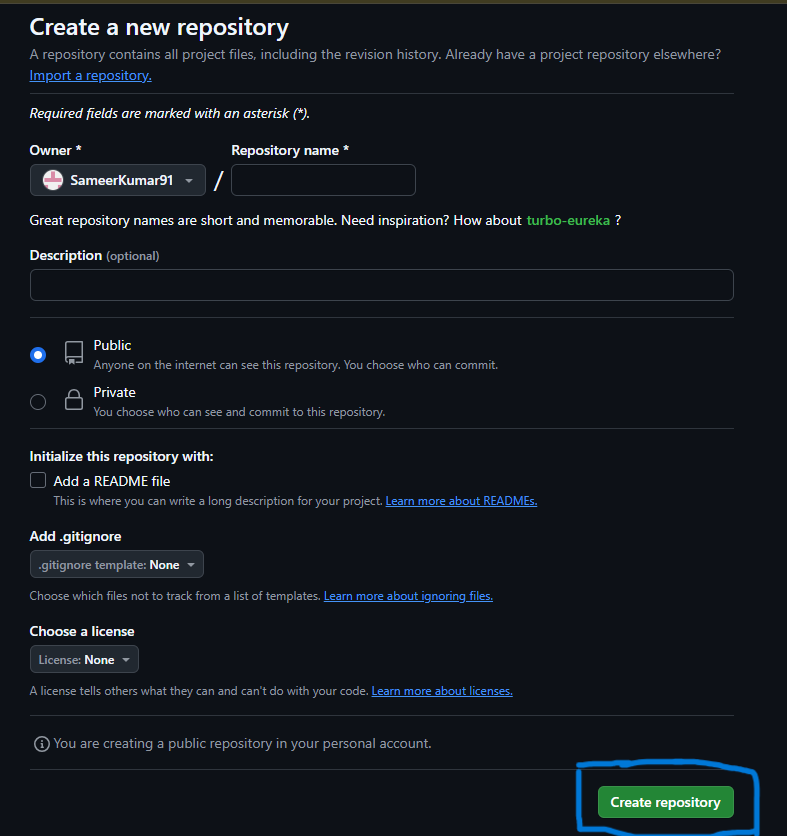 Create a new repository
A repository contains all project files, including the revision history. Already have a project repository elsewhere?
Import a repository.
Required fields are marked with an asterisk (*).
Owner * Repository name *
SameerKumar91 /
Great repository names are short and memorable. Need inspiration? How about turbo-eureka ?
Description (optional)
Public
Anyone on the internet can see this repository. You choose who can commit.
Private
You choose who can see and commit to this repository.
Initialize this repository with:
Add a README file
This is where you can write a long description for your project. Learn more about READMEs.
Add .gitignore
.gitignore template: None
Choose which files not to track from a list of templates. Learn more about ignoring files.
Choose a license
License: None
A license tells others what they can and can't do with your code. Learn more about licenses.
You are creating a public repository in your personal account.
Create repository